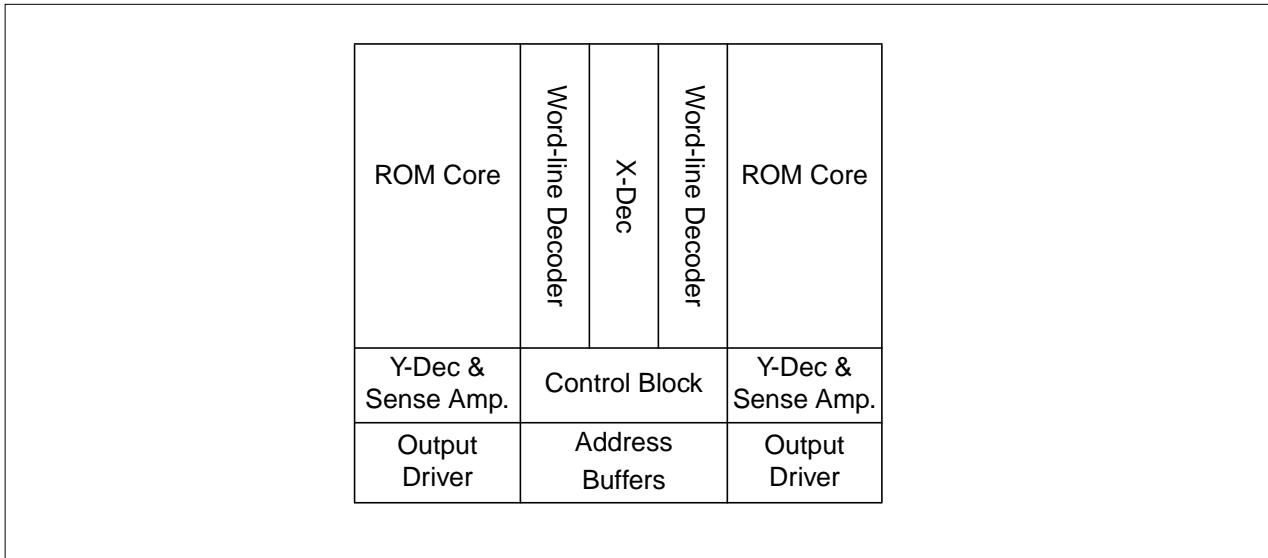 ROM Core
Word-line Decoder
X-Dec
Word-line Decoder
ROM Core
Y-Dec &
Sense Amp.
Control Block
Y-Dec &
Sense Amp.
Output
Driver
Address
Buffers
Output
Driver